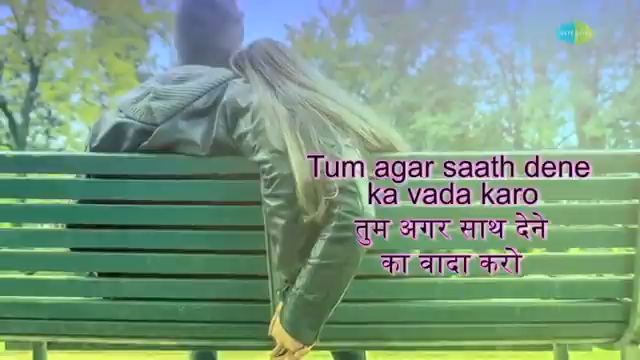 Tum agar saath dene
ka vada karo
तुम अगर साथ देने
का वादा करो